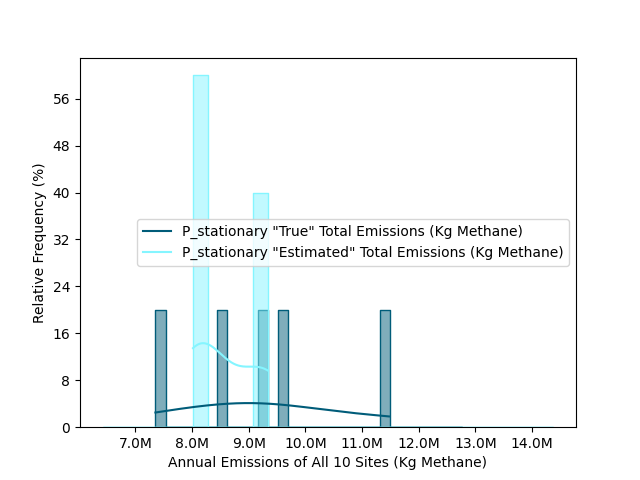 56
48
40
32
24
16
8
0
Relative Frequency (%)
P_stationary "True" Total Emissions (Kg Methane)
P_stationary "Estimated" Total Emissions (Kg Methane)
7.0M 8.0M 9.0M 10.0M 11.0M 12.0M 13.0M 14.0M
Annual Emissions of All 10 Sites (Kg Methane)